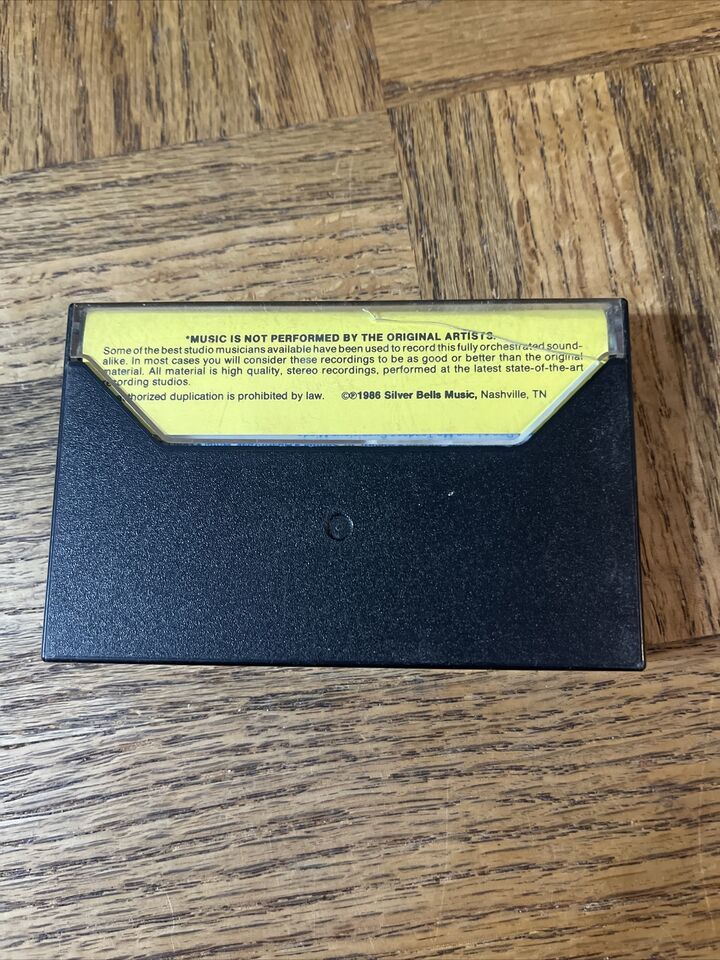 *MUSIC IS NOT PERFORMED BY THE ORIGINAL ARTISTS.
Some of the best studio musicians available have been used to record this fully orchestrated sound-
alike. In most cases you will consider these recordings to be as good or better than the original
material. All material is high quality, stereo recordings, performed at the latest state-of-the-art
recording studios.
thorized duplication is prohibited by law. ©℗1986 Silver Bells Music, Nashville, TN